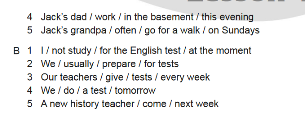 4 Jack's dad / work / in the basement / this evening
5 Jack's grandpa / often / go for a walk / on Sundays
B 1 I / not study / for the English test / at the moment
2 We / usually / prepare / for tests
3 Our teachers / give / tests / every week
4 We / do / a test / tomorrow
5 A new history teacher / come / next week